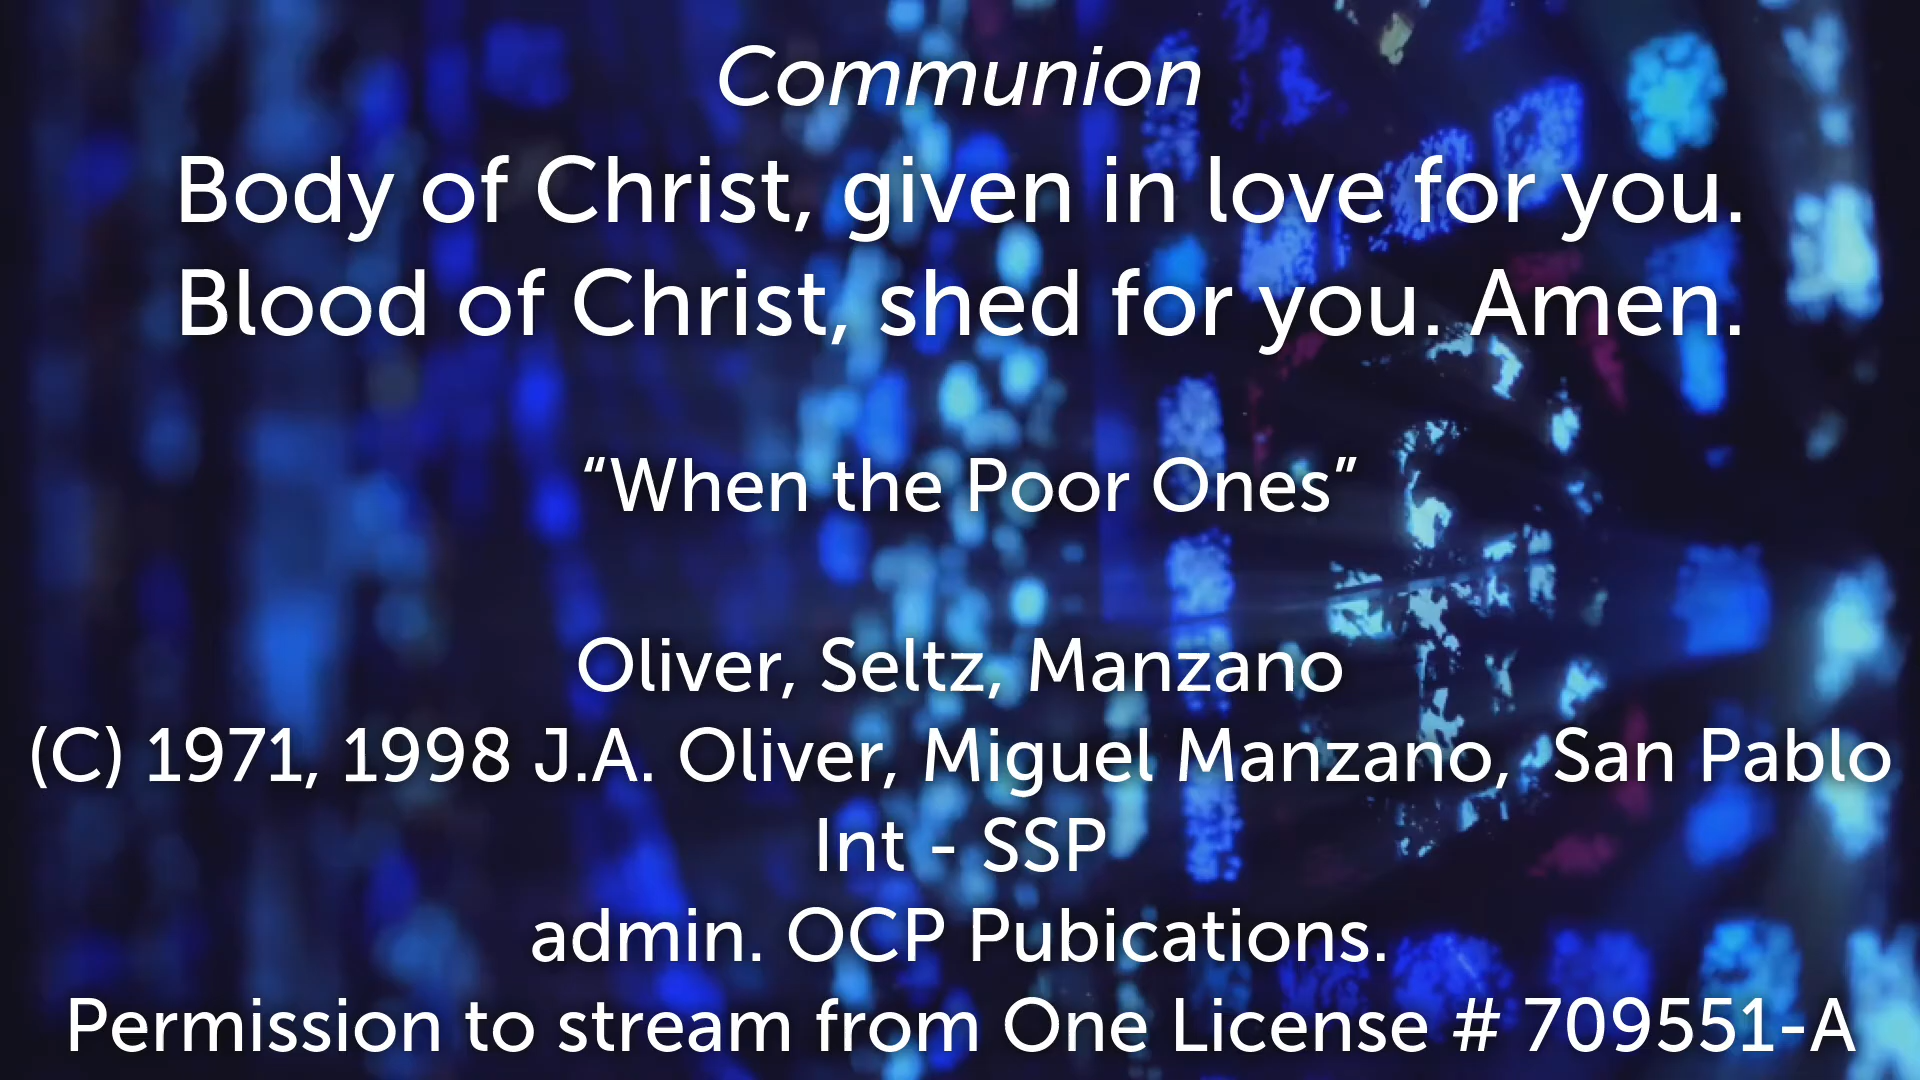 Communion
Body of Christ, given in love for you.
Blood of Christ, shed for you. Amen.
“When the Poor Ones”
Oliver, Seltz, Manzano
(C) 1971, 1998 J.A. Oliver, Miguel Manzano,  San Pablo
Int - SSP
admin. OCP Pubications.
Permission to stream from One License # 709551-A